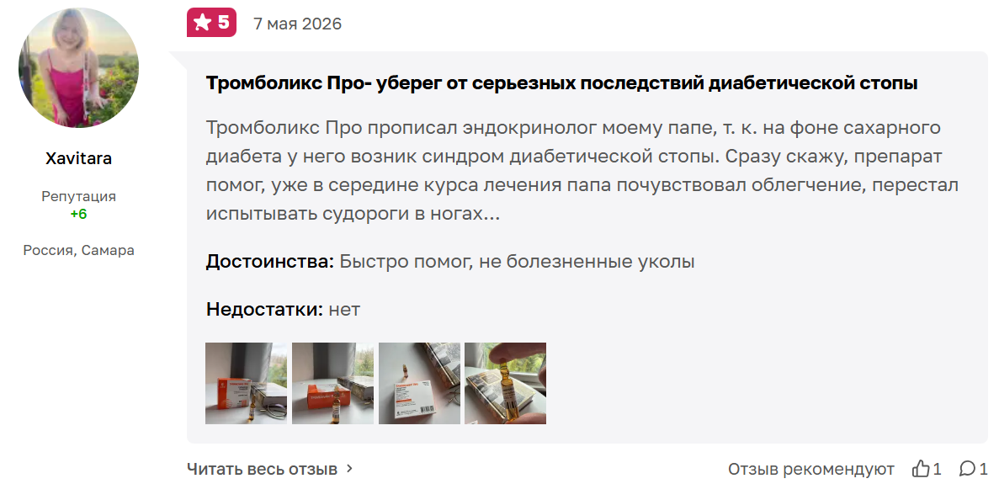 5
7 мая 2026
Тромболикс Про- уберег от серьезных последствий диабетической стопы
Тромболикс Про прописал эндокринолог моему папе, т. к. на фоне сахарного
диабета у него возник синдром диабетической стопы. Сразу скажу, препарат
помог, уже в середине курса лечения папа почувствовал облегчение, перестал
испытывать судороги в ногах...
Xavitara
Репутация
+6
Россия, Самара
Достоинства: Быстро помог, не болезненные уколы
Недостатки: нет
Читать весь отзыв
Отзыв рекомендуют 1 1